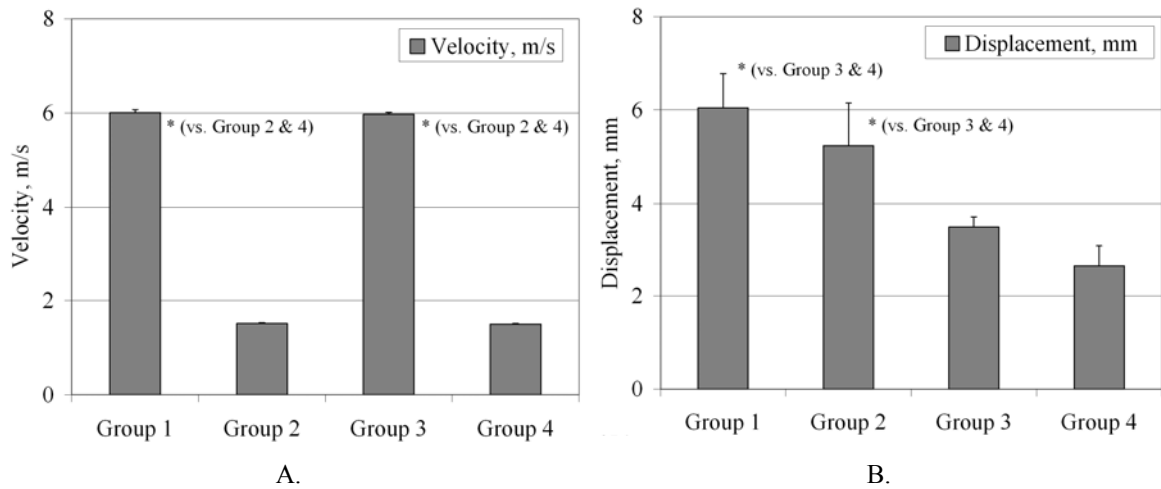 8
6
4
2
0
Velocity, m/s
Velocity, m/s
* (vs. Group 2 & 4)
* (vs. Group 2 & 4)
Group 1 Group 2 Group 3 Group 4
A.
8
6
4
2
0
Displacement, mm
Displacement, mm
* (vs. Group 3 & 4)
* (vs. Group 3 & 4)
Group 1 Group 2 Group 3 Group 4
B.